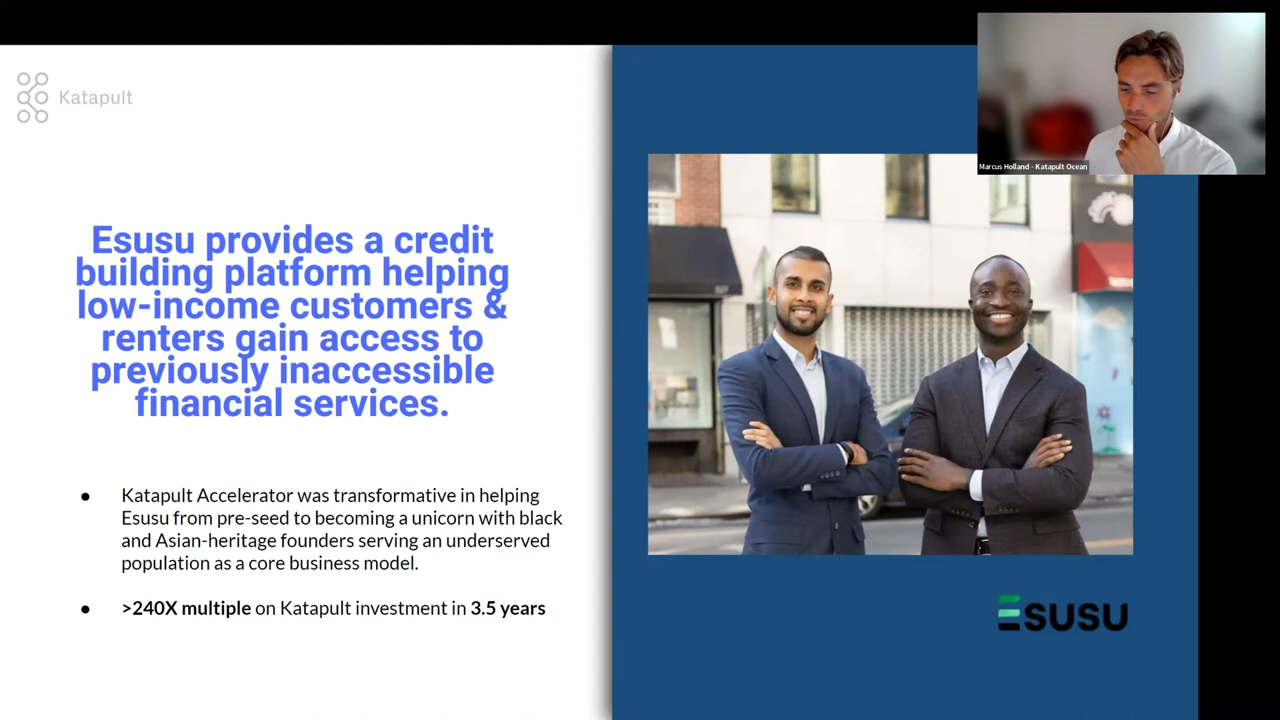 Katapult
Marcus Holland - Katapult Ocean
Esusu provides a credit
building platform helping
low-income customers &
renters gain access to
previously inaccessible
financial services.
● Katapult Accelerator was transformative in helping
Esusu from pre-seed to becoming a unicorn with black
and Asian-heritage founders serving an underserved
population as a core business model.
● >240X multiple on Katapult investment in 3.5 years
ESUSU